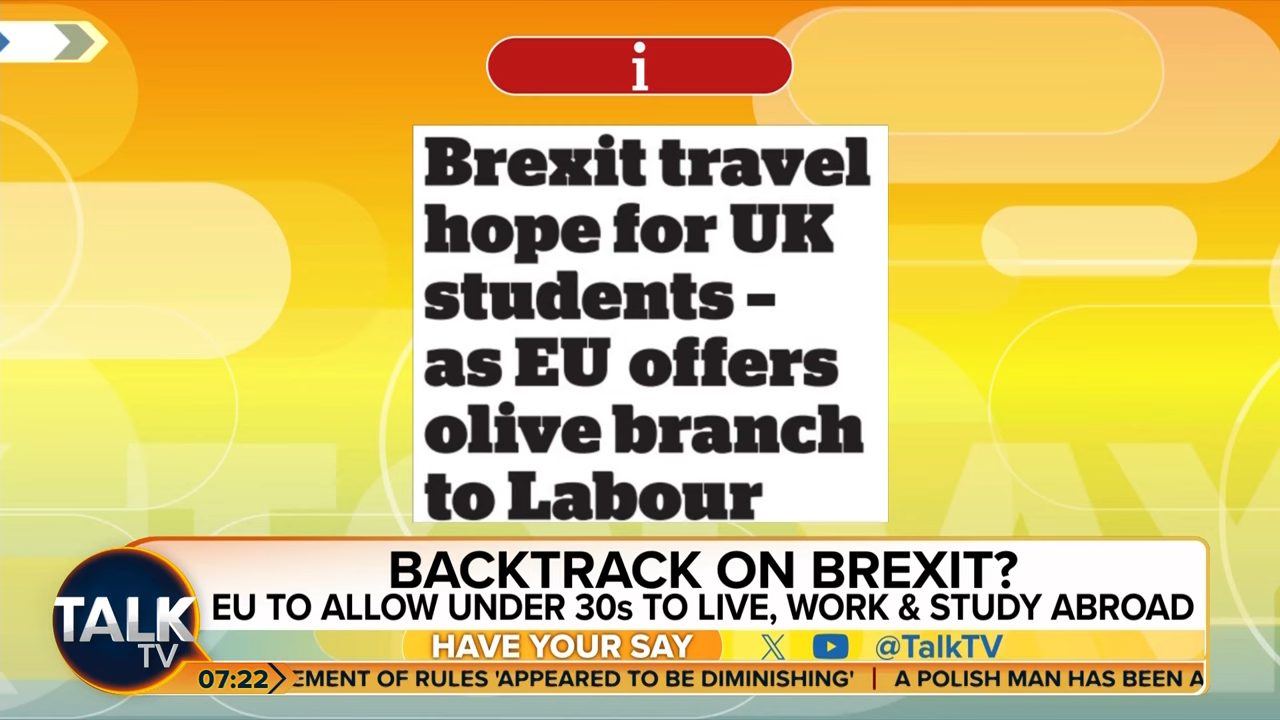 i
Brexit travel
hope for UK
students –
as EU offers
olive branch
to Labour
BACKTRACK ON BREXIT?
EU TO ALLOW UNDER 30s TO LIVE, WORK & STUDY ABROAD
HAVE YOUR SAY X @TalkTV
TALK
TV
07:22 EMENT OF RULES 'APPEARED TO BE DIMINISHING' | A POLISH MAN HAS BEEN A